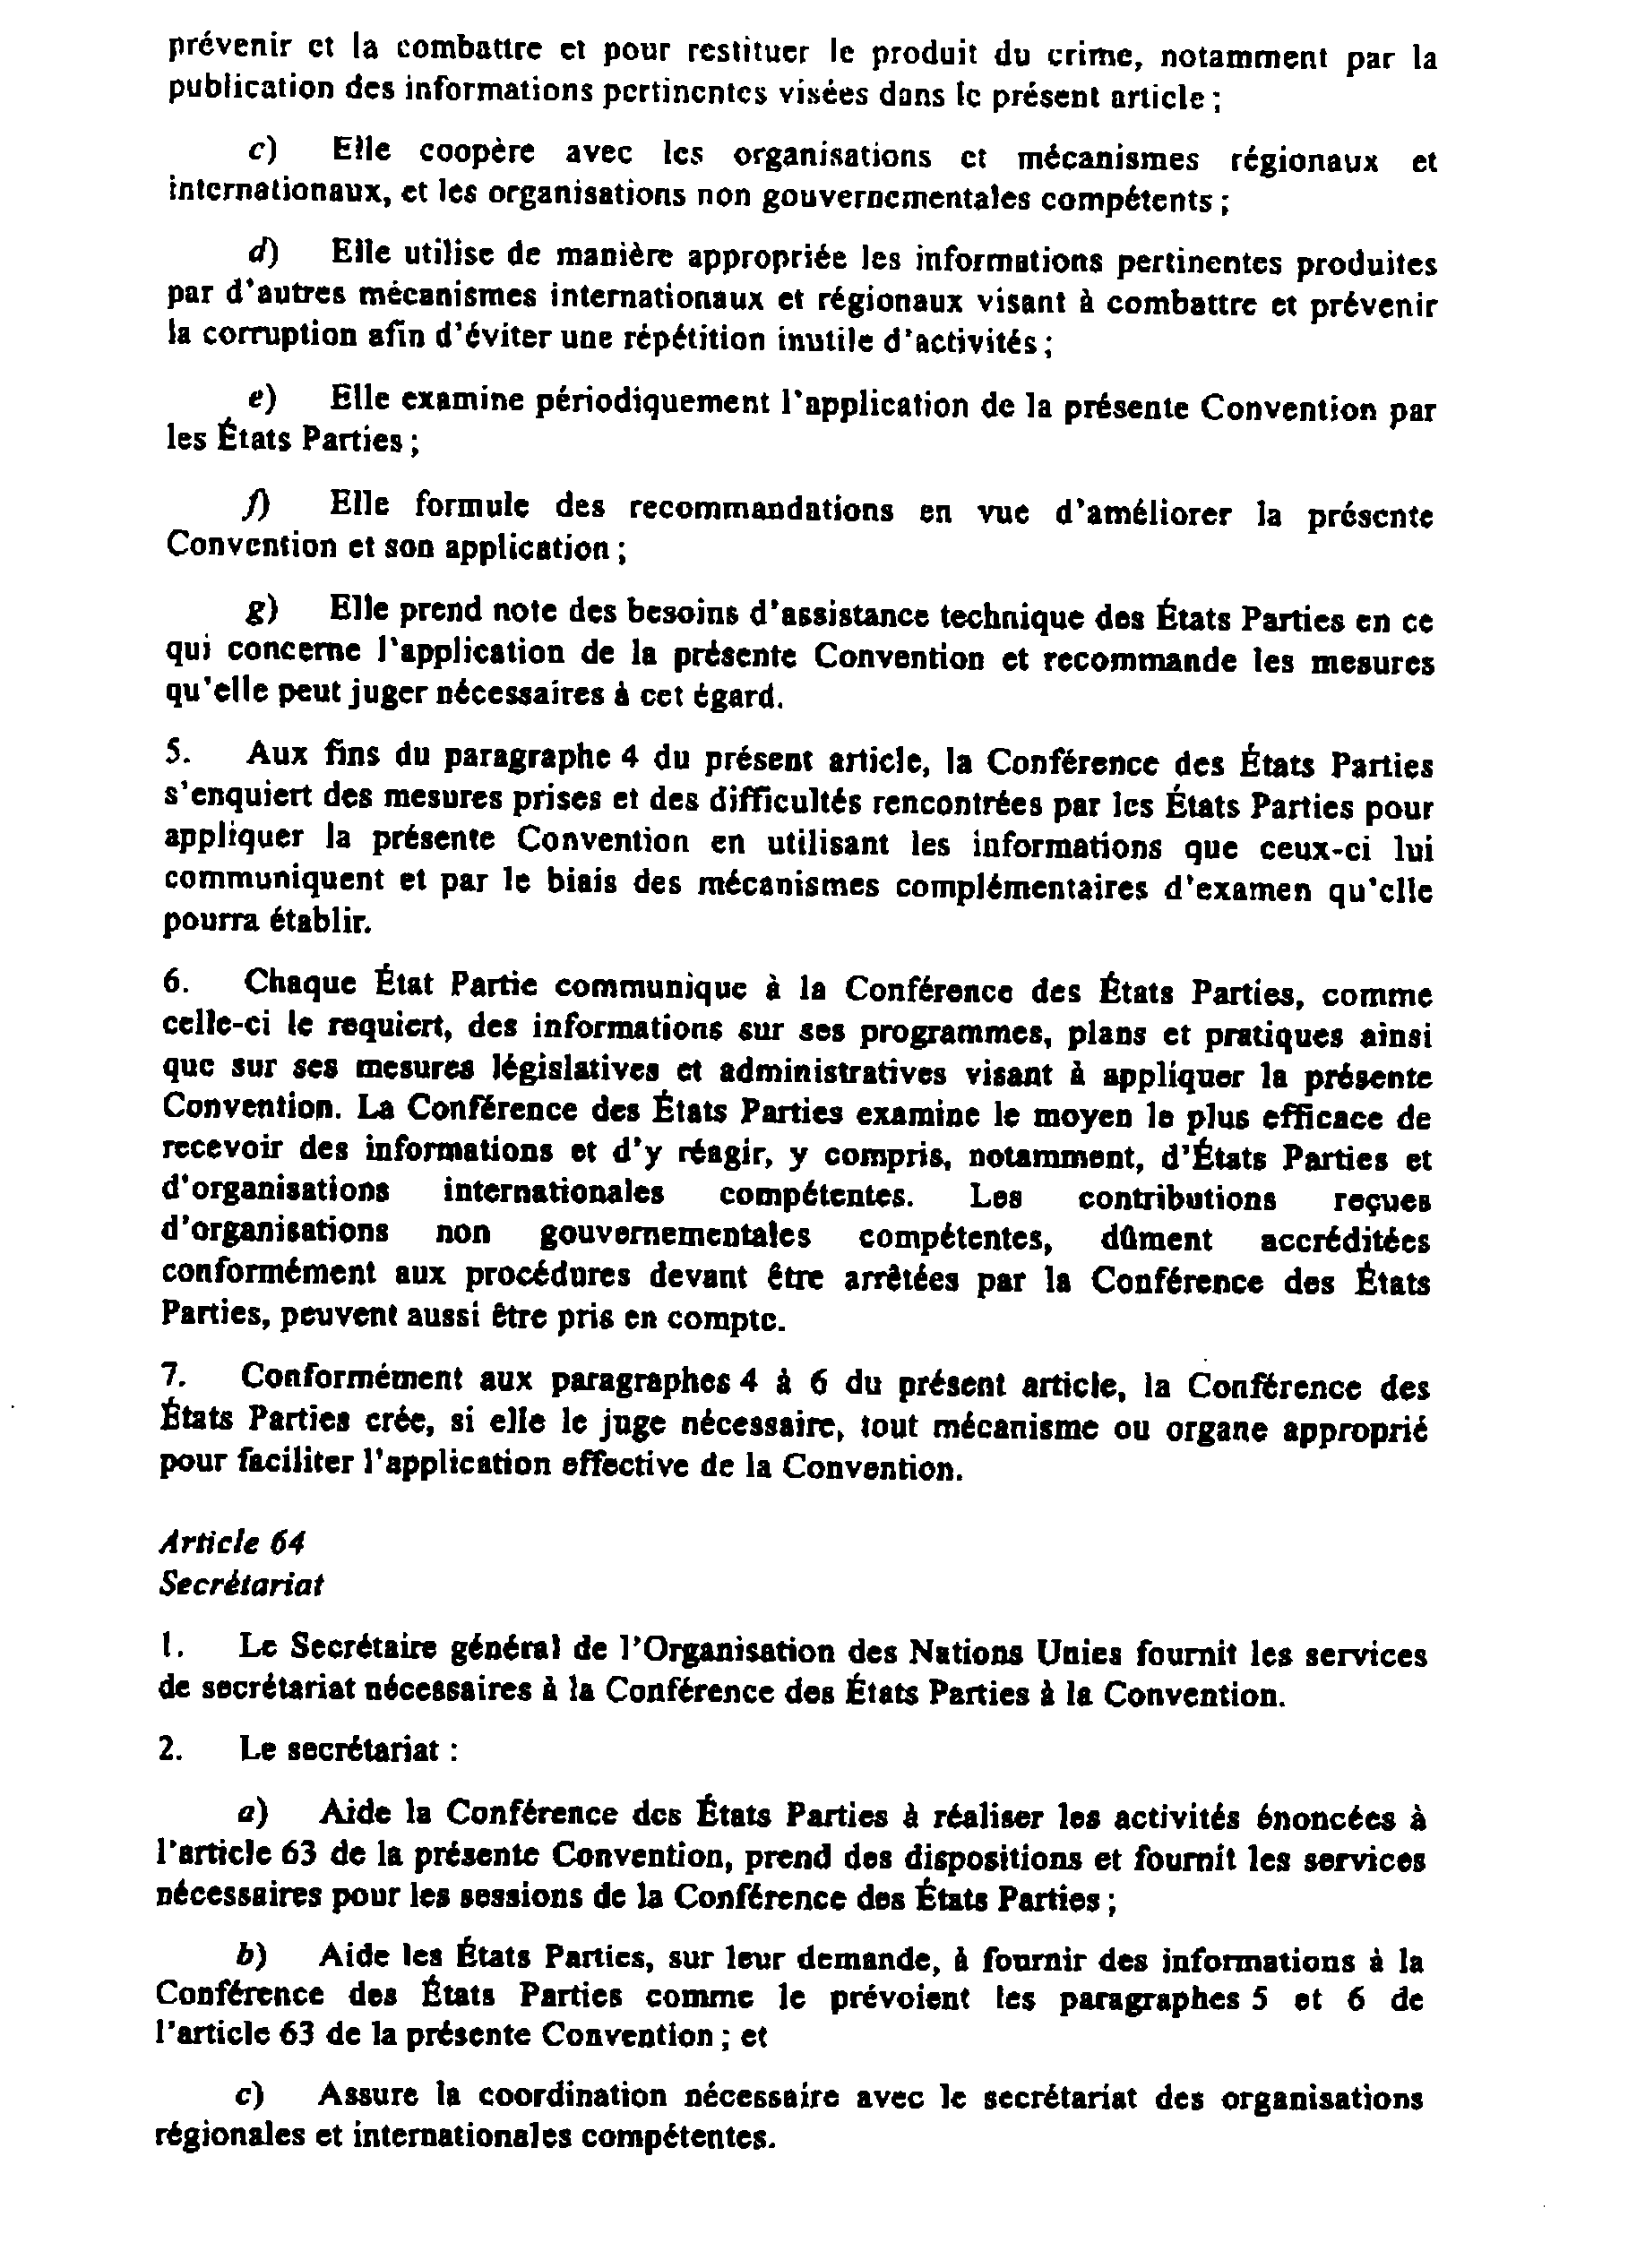 prévenir et la combattre et pour restituer le produit du crime, notamment par la
publication des informations pertinentes visées dans le présent article ;
c) Elle coopère avec les organisations et mécanismes régionaux et
internationaux, et les organisations non gouvernementales compétents ;
d) Elle utilise de manière appropriée les informations pertinentes produites
par d'autres mécanismes internationaux et régionaux visant à combattre et prévenir
la corruption afin d'éviter une répétition inutile d'activités ;
e) Elle examine périodiquement l'application de la présente Convention par
les États Parties ;
f) Elle formule des recommandations en vue d'améliorer la présente
Convention et son application ;
g) Elle prend note des besoins d'assistance technique des États Parties en ce
qui concerne l'application de la présente Convention et recommande les mesures
qu'elle peut juger nécessaires à cet égard.
5. Aux fins du paragraphe 4 du présent article, la Conférence des États Parties
s'enquiert des mesures prises et des difficultés rencontrées par les États Parties pour
appliquer la présente Convention en utilisant les informations que ceux-ci lui
communiquent et par le biais des mécanismes complémentaires d'examen qu'elle
pourra établir.
6. Chaque État Partie communique à la Conférence des États Parties, comme
celle-ci le requiert, des informations sur ses programmes, plans et pratiques ainsi
que sur ses mesures législatives et administratives visant à appliquer la présente
Convention. La Conférence des États Parties examine le moyen le plus efficace de
recevoir des informations et d'y réagir, y compris, notamment, d'États Parties et
d'organisations internationales compétentes. Les contributions reçues
d'organisations non gouvernementales compétentes, dûment accréditées
conformément aux procédures devant être arrêtées par la Conférence des États
Parties, peuvent aussi être pris en compte.
7. Conformément aux paragraphes 4 à 6 du présent article, la Conférence des
États Parties crée, si elle le juge nécessaire, tout mécanisme ou organe approprié
pour faciliter l'application effective de la Convention.
Article 64
Secrétariat
1. Le Secrétaire général de l'Organisation des Nations Unies fournit les services
de secrétariat nécessaires à la Conférence des États Parties à la Convention.
2. Le secrétariat :
a) Aide la Conférence des États Parties à réaliser les activités énoncées à
l'article 63 de la présente Convention, prend des dispositions et fournit les services
nécessaires pour les sessions de la Conférence des États Parties ;
b) Aide les États Parties, sur leur demande, à fournir des informations à la
Conférence des États Parties comme le prévoient les paragraphes 5 et 6 de
l'article 63 de la présente Convention ; et
c) Assure la coordination nécessaire avec le secrétariat des organisations
régionales et internationales compétentes.